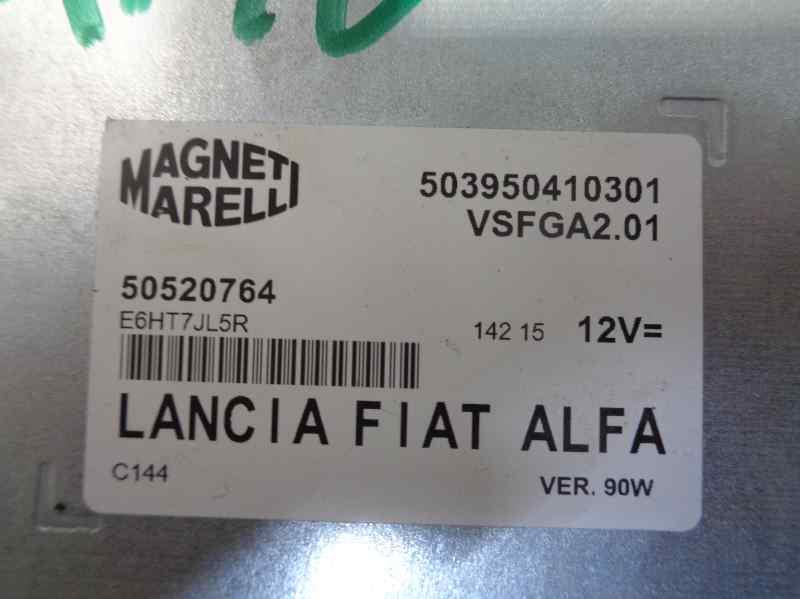 MAGNETI
MARELLI
503950410301
VSFGA2.01
50520764
E6HT7JL5R
142 15 12V=
LANCIA FIAT ALFA
C144
VER. 90W